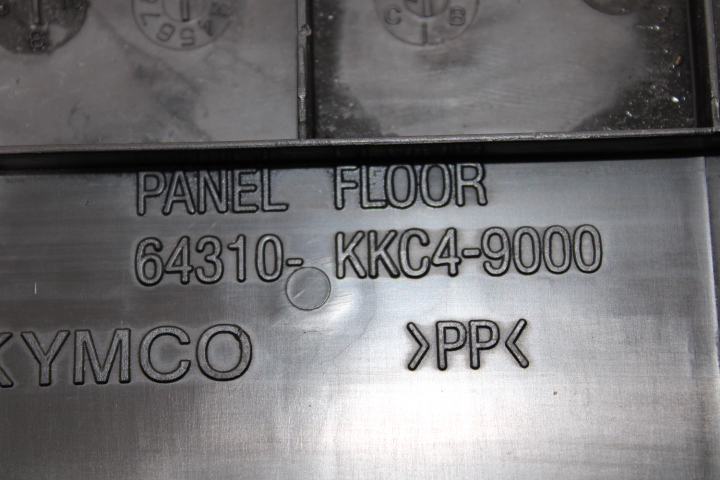 C B
PANEL FLOOR
64310- KKC4-9000
KYMCO >PP<